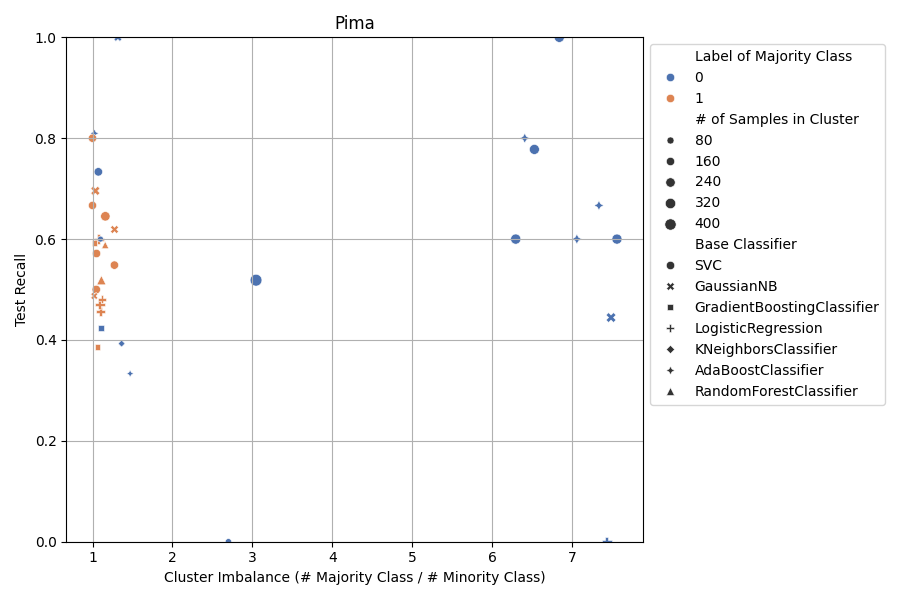 Pima
1.0
0.8
0.6
0.4
0.2
0.0
Test Recall
1
2
3
4
5
6
7
Cluster Imbalance (# Majority Class / # Minority Class)
Label of Majority Class
0
1
# of Samples in Cluster
80
160
240
320
400
Base Classifier
SVC
GaussianNB
GradientBoostingClassifier
LogisticRegression
KNeighborsClassifier
AdaBoostClassifier
RandomForestClassifier